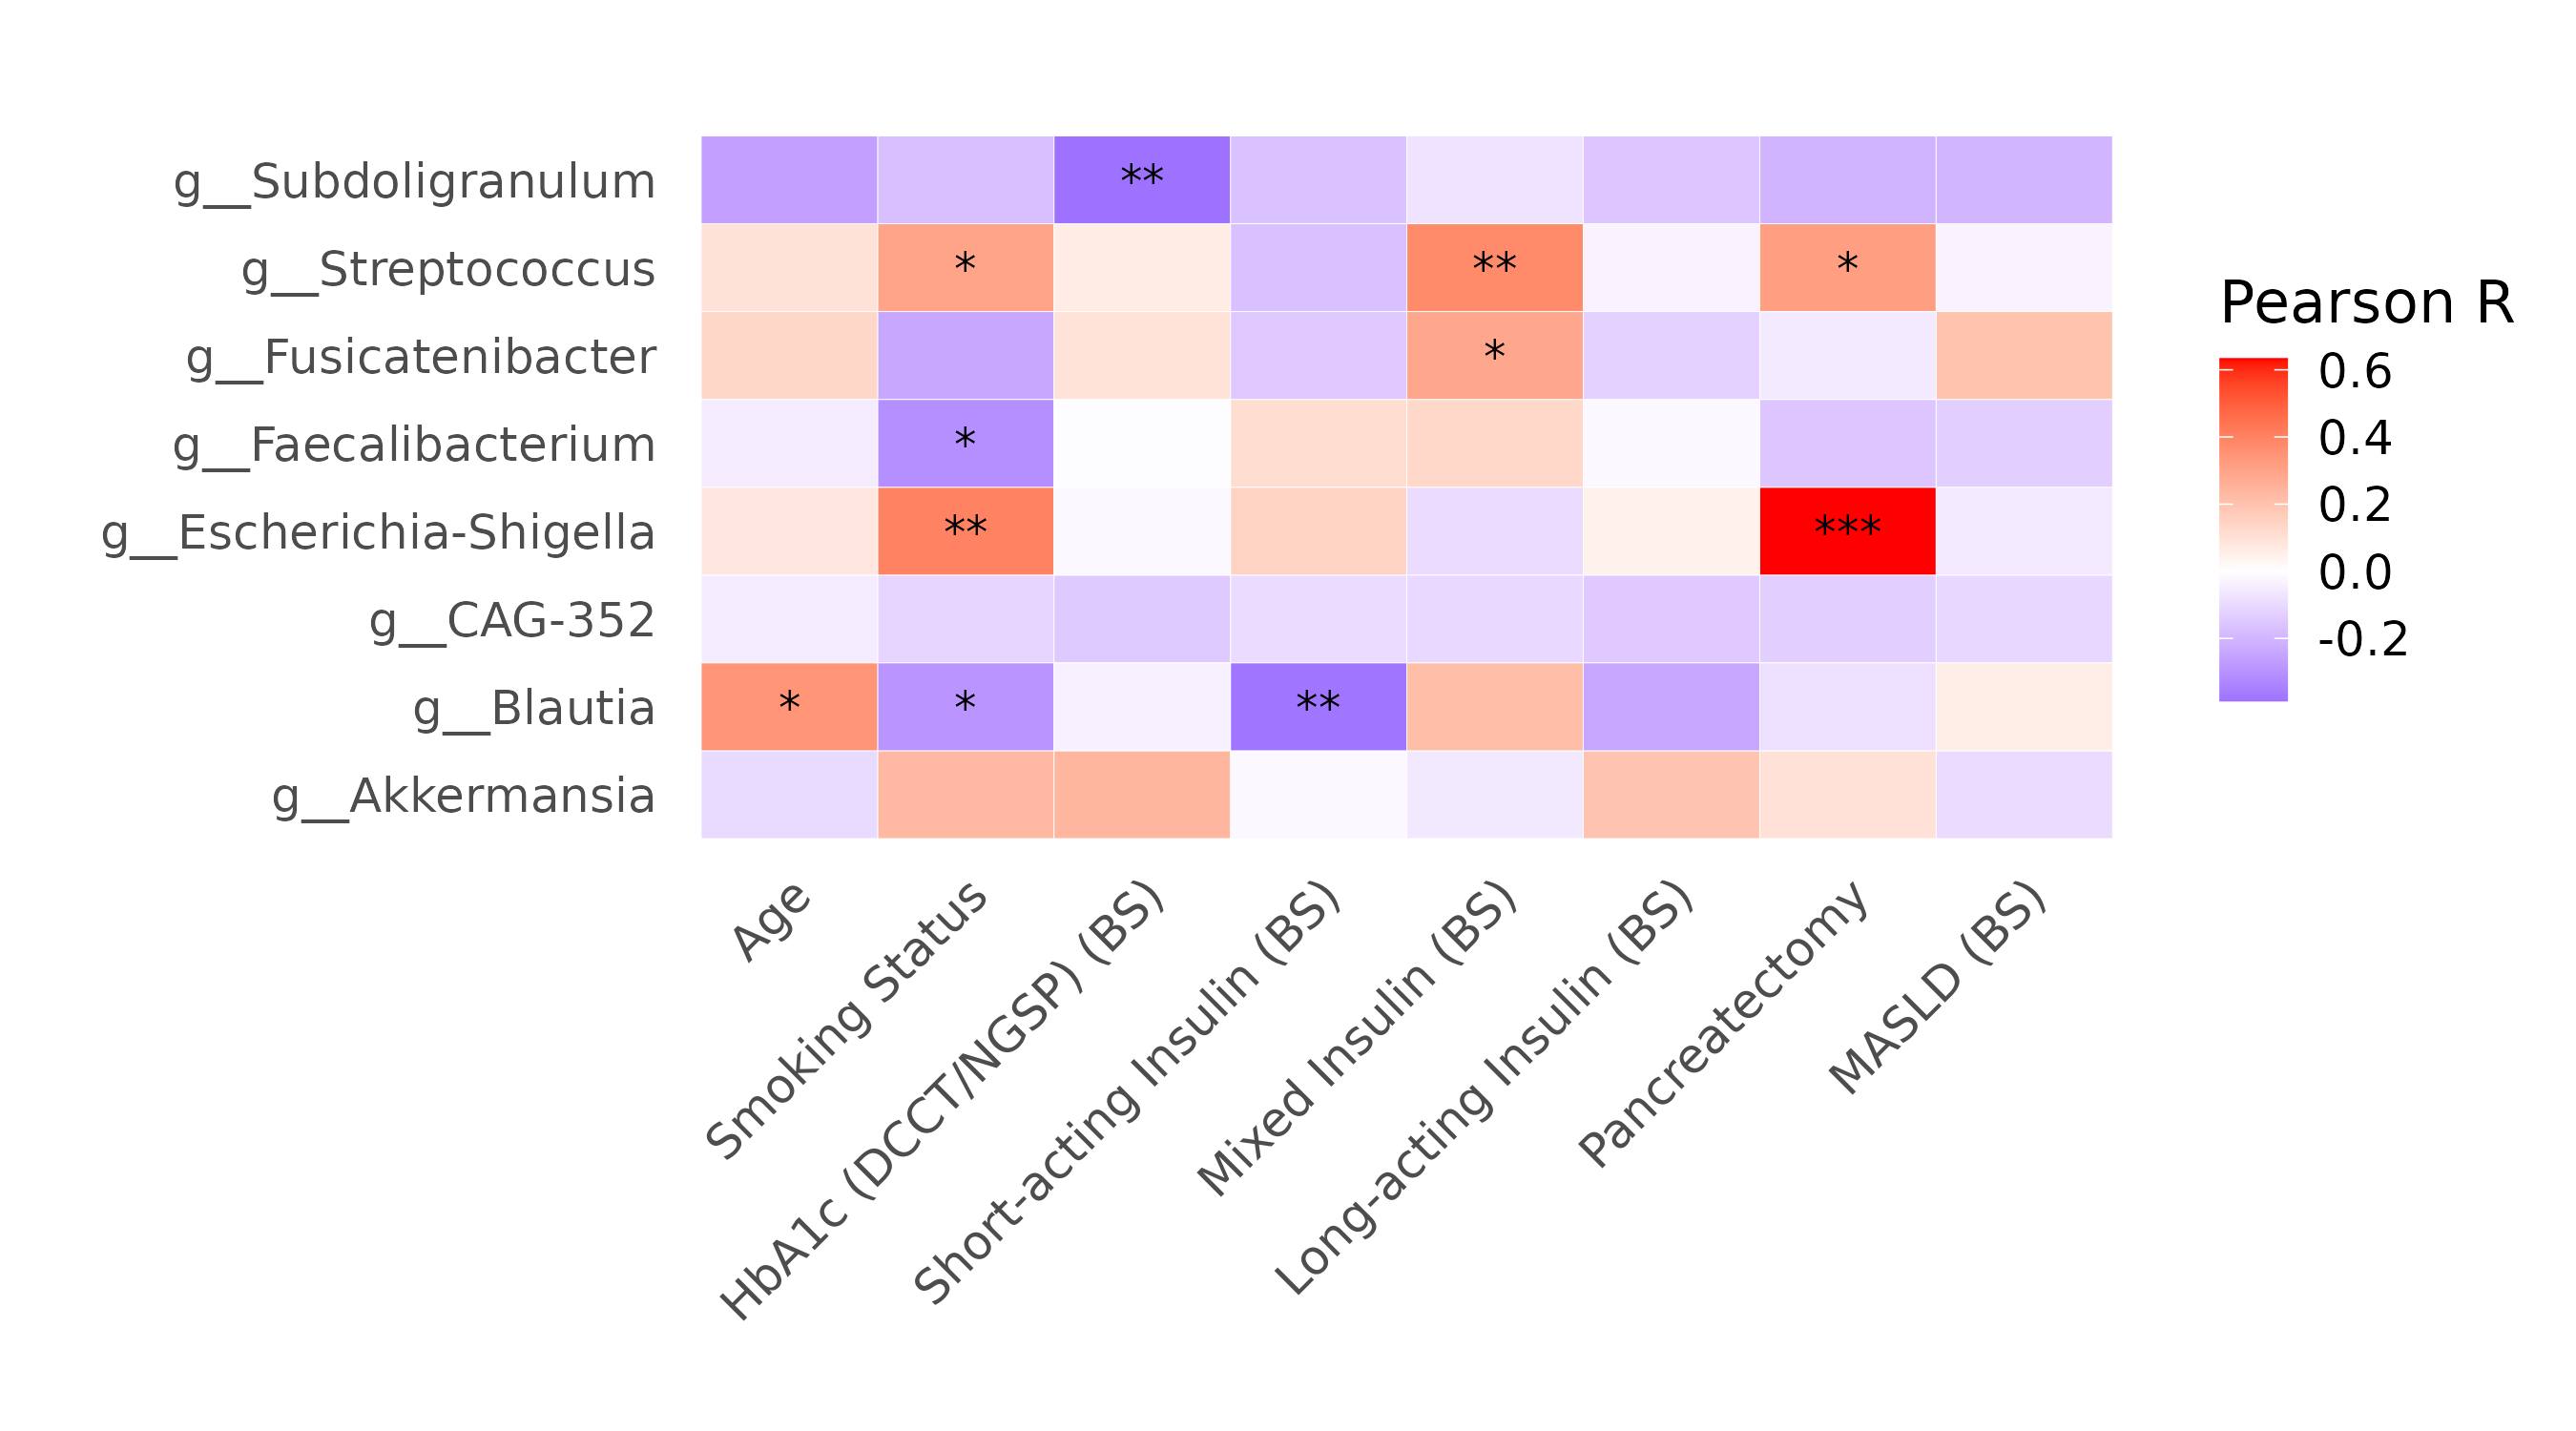 g__Subdoligranulum **
g__Streptococcus * ** *
g__Fusicatenibacter *
g__Faecalibacterium *
g__Escherichia-Shigella ** ***
g__CAG-352
g__Blautia * * **
g__Akkermansia
Age
Smoking Status
HbA1c (DCCT/NGSP) (BS)
Short-acting Insulin (BS)
Mixed Insulin (BS)
Long-acting Insulin (BS)
Pancreatectomy
MASLD (BS)
Pearson R
0.6
0.4
0.2
0.0
-0.2